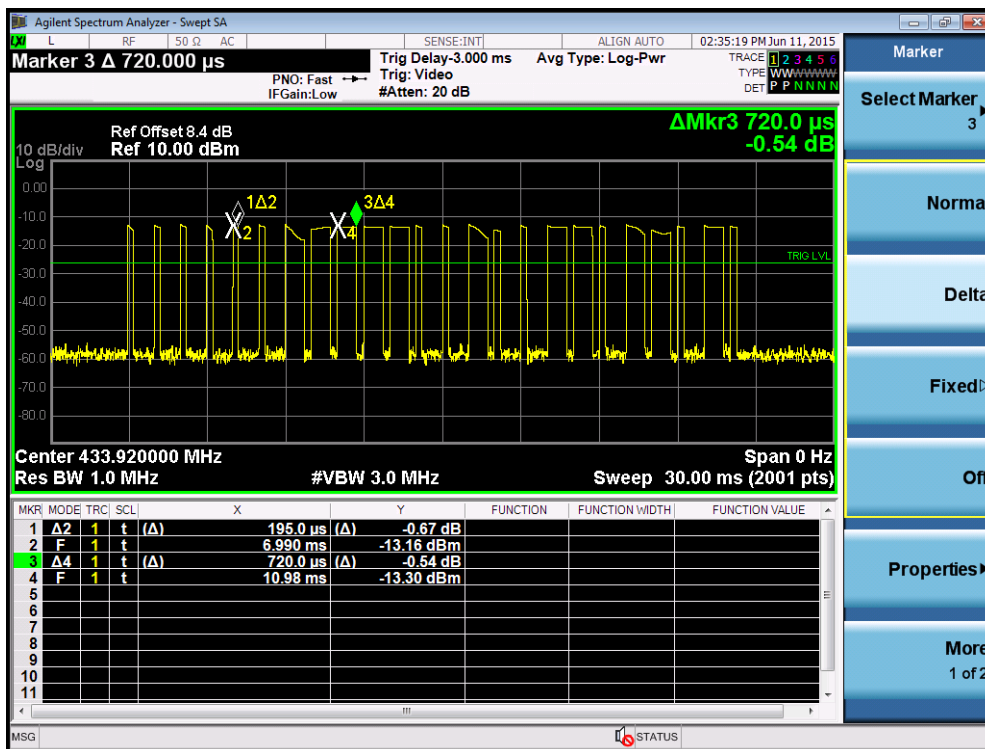 Agilent Spectrum Analyzer - Swept SA
LXI L RF 50 Ω AC SENSE:INT ALIGN AUTO 02:35:19 PM Jun 11, 2015
Marker 3 Δ 720.000 µs
PNO: Fast
IFGain:Low
Trig Delay-3.000 ms
Trig: Video
#Atten: 20 dB
Avg Type: Log-Pwr
TRACE 1 2 3 4 5 6
TYPE WWWWWW
DET P P N N N N
ΔMkr3 720.0 µs
-0.54 dB
Ref Offset 8.4 dB
10 dB/div Ref 10.00 dBm
Log
0.00
-10.0
-20.0
-30.0
-40.0
-50.0
-60.0
-70.0
-80.0
1Δ2
2
3Δ4
4
TRIG LVL
Center 433.920000 MHz Span 0 Hz
Res BW 1.0 MHz #VBW 3.0 MHz Sweep 30.00 ms (2001 pts)
MKR MODE TRC SCL X Y FUNCTION FUNCTION WIDTH FUNCTION VALUE
1 Δ2 1 t (Δ) 195.0 µs (Δ) -0.67 dB
2 F 1 t 6.990 ms -13.16 dBm
3 Δ4 1 t (Δ) 720.0 µs (Δ) -0.54 dB
4 F 1 t 10.98 ms -13.30 dBm
5
6
7
8
9
10
11
MSG STATUS
Marker
Select Marker
3
Norma
Delta
Fixed
Off
Properties
More
1 of 2